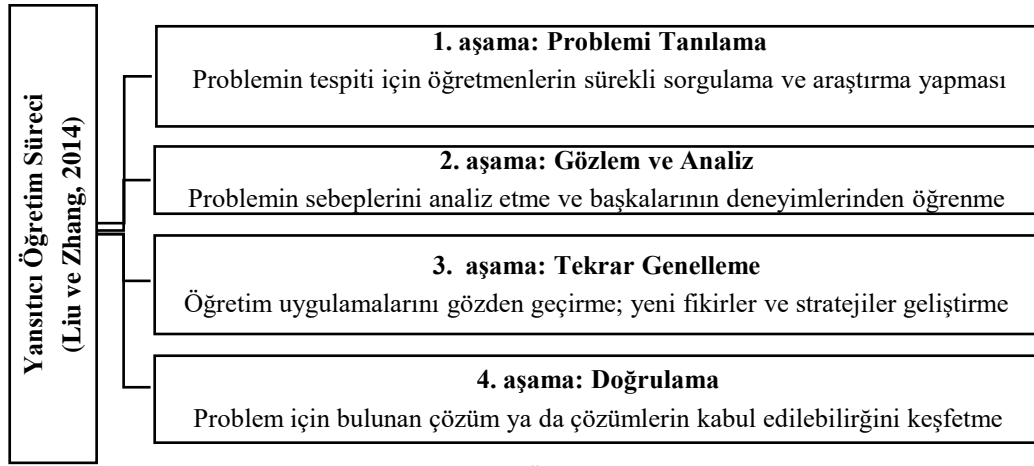 Yansıtıcı Öğretim Süreci
(Liu ve Zhang, 2014)
1. aşama: Problemi Tanılama
Problemin tespiti için öğretmenlerin sürekli sorgulama ve araştırma yapması
2. aşama: Gözlem ve Analiz
Problemin sebeplerini analiz etme ve başkalarının deneyimlerinden öğrenme
3. aşama: Tekrar Genelleme
Öğretim uygulamalarını gözden geçirme; yeni fikirler ve stratejiler geliştirme
4. aşama: Doğrulama
Problem için bulunan çözüm ya da çözümlerin kabul edilebilirğini keşfetme